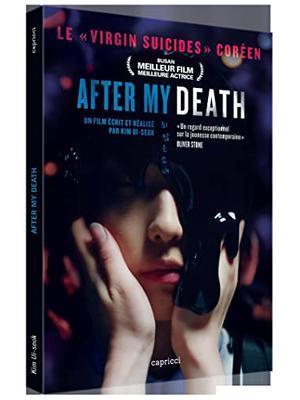 LE « VIRGIN SUICIDES » CORÉEN
BUSAN
MEILLEUR FILM
MEILLEURE ACTRICE
AFTER MY DEATH
UN FILM ÉCRIT ET RÉALISÉ
PAR KIM UI-SEOK
« Un regard exceptionnel
sur la jeunesse contemporaine »
OLIVER STONE
capricci
capricci
AFTER MY DEATH
Kim Ui-seok